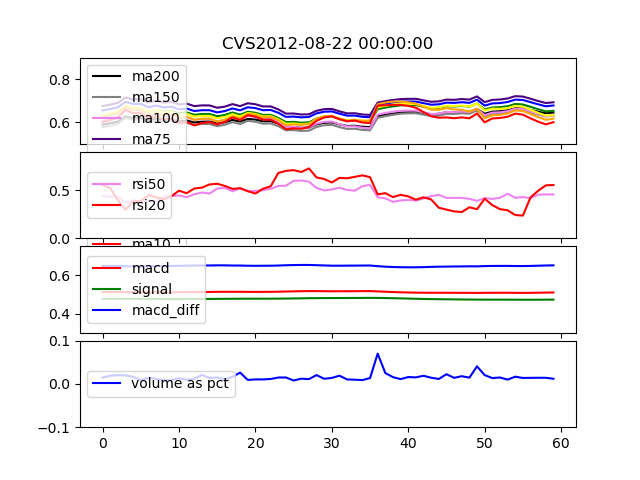 CVS2012-08-22 00:00:00
0.8
0.6
ma200
ma150
ma100
ma75
0.5
0.0
rsi50
rsi20
ma10
0.6
0.4
macd
signal
macd_diff
0.1
0.0
−0.1
volume as pct
0 10 20 30 40 50 60